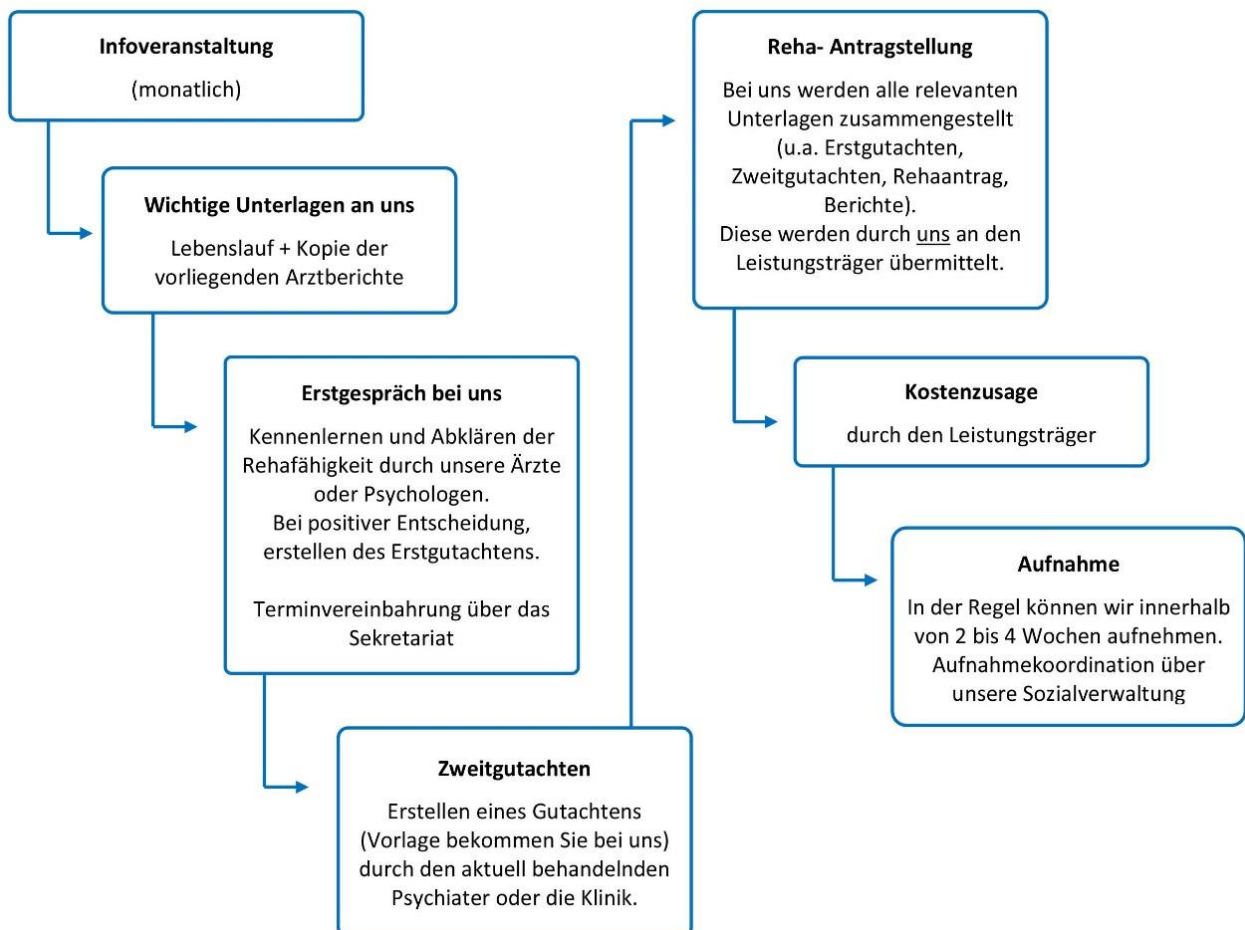 Infoveranstaltung
(monatlich)
Wichtige Unterlagen an uns
Lebenslauf + Kopie der
vorliegenden Arztberichte
Erstgespräch bei uns
Kennenlernen und Abklären der
Rehafähigkeit durch unsere Ärzte
oder Psychologen.
Bei positiver Entscheidung,
erstellen des Erstgutachtens.
Terminvereinbahrung über das
Sekretariat
Zweitgutachten
Erstellen eines Gutachtens
(Vorlage bekommen Sie bei uns)
durch den aktuell behandelnden
Psychiater oder die Klinik.
Reha- Antragstellung
Bei uns werden alle relevanten
Unterlagen zusammengestellt
(u.a. Erstgutachten,
Zweitgutachten, Rehaantrag,
Berichte).
Diese werden durch uns an den
Leistungsträger übermittelt.
Kostenzusage
durch den Leistungsträger
Aufnahme
In der Regel können wir innerhalb
von 2 bis 4 Wochen aufnehmen.
Aufnahmekoordination über
unsere Sozialverwaltung